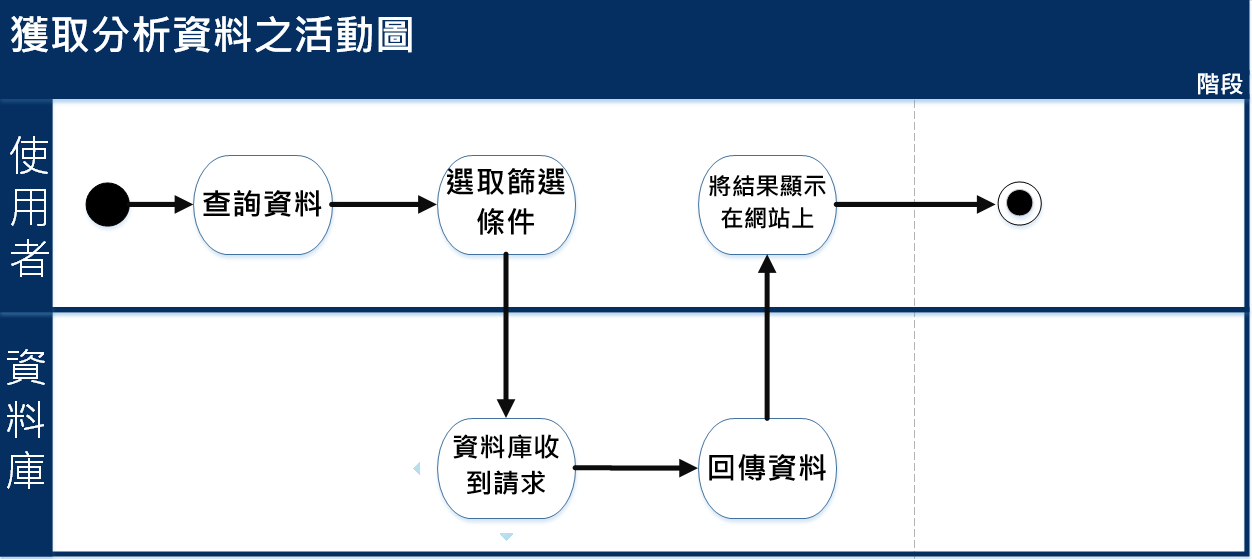 獲取分析資料之活動圖
階段
使用者
查詢資料
選取篩選
條件
將結果顯示
在網站上
資料庫
資料庫收
到請求
回傳資料